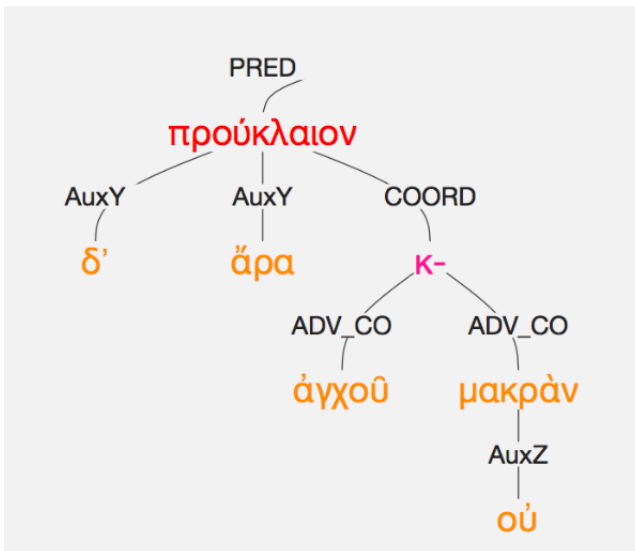 PRED
προύκλαιον
AuxY AuxY COORD
δ’ ἄρα κ-
ADV_CO ADV_CO
ἀγχοῦ μακρὰν
AuxZ
οὐ